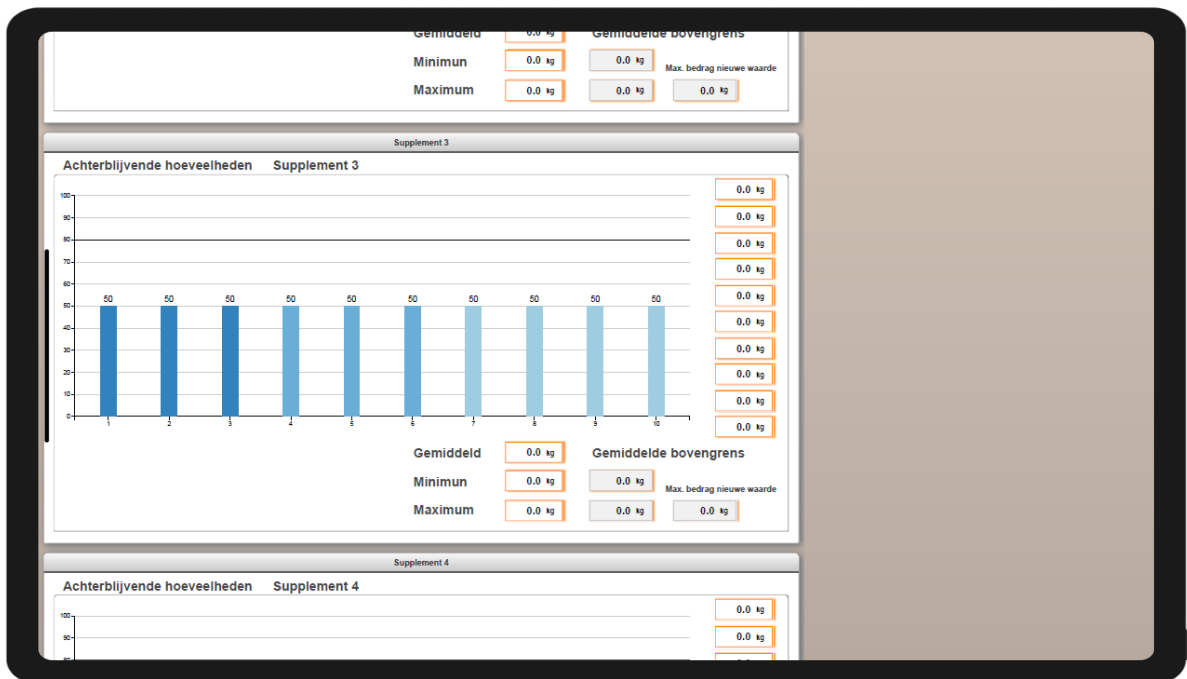 Gemiddeld 0.0 kg Gemiddelde bovengrens
Minimun 0.0 kg 0.0 kg Max. bedrag nieuwe waarde
Maximum 0.0 kg 0.0 kg 0.0 kg
Supplement 3
Achterblijvende hoeveelheden Supplement 3
100
90
80
70
60
50
40
30
20
10
0
50 50 50 50 50 50 50 50 50 50
1 2 3 4 5 6 7 8 9 10
0.0 kg
0.0 kg
0.0 kg
0.0 kg
0.0 kg
0.0 kg
0.0 kg
0.0 kg
0.0 kg
0.0 kg
Gemiddeld 0.0 kg Gemiddelde bovengrens
Minimun 0.0 kg 0.0 kg Max. bedrag nieuwe waarde
Maximum 0.0 kg 0.0 kg 0.0 kg
Supplement 4
Achterblijvende hoeveelheden Supplement 4
100
90
0.0 kg
0.0 kg